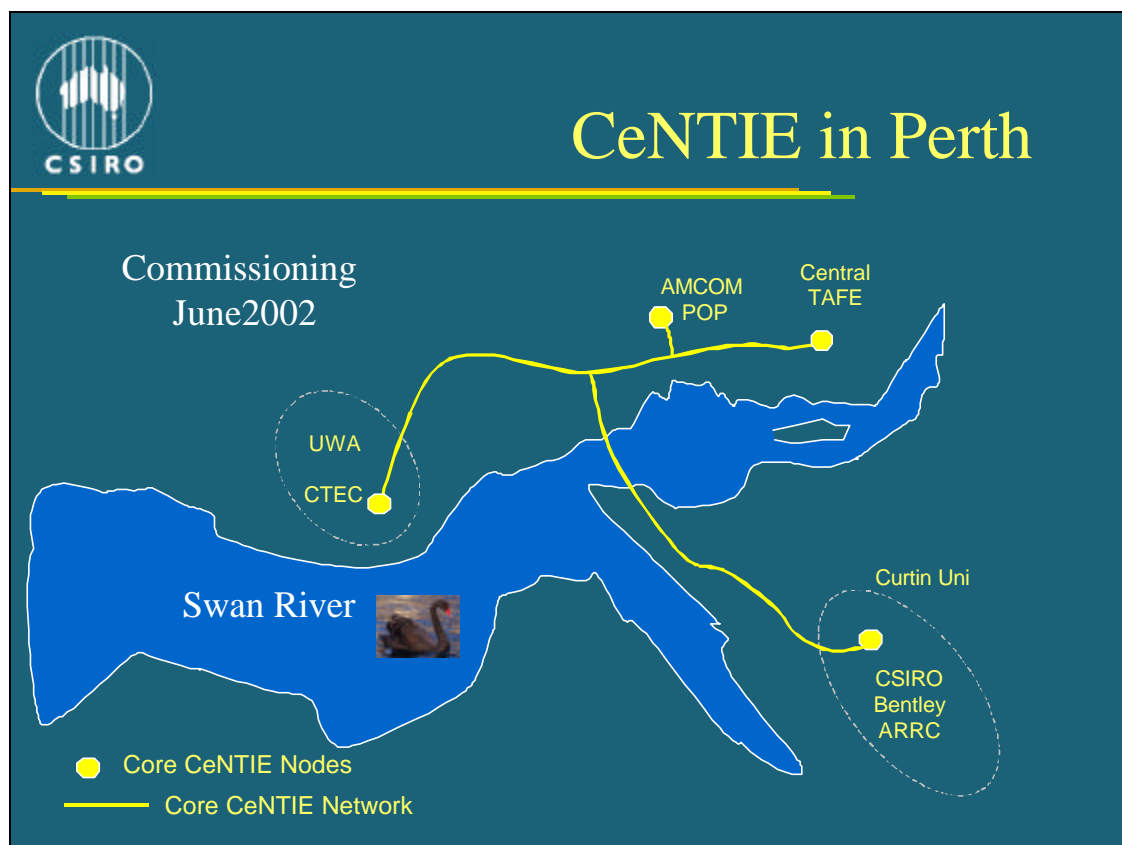 CSIRO
CeNTIE in Perth
Commissioning
June2002
AMCOM
POP
Central
TAFE
UWA
CTEC
Curtin Uni
Swan River
CSIRO
Bentley
ARRC
Core CeNTIE Nodes
Core CeNTIE Network